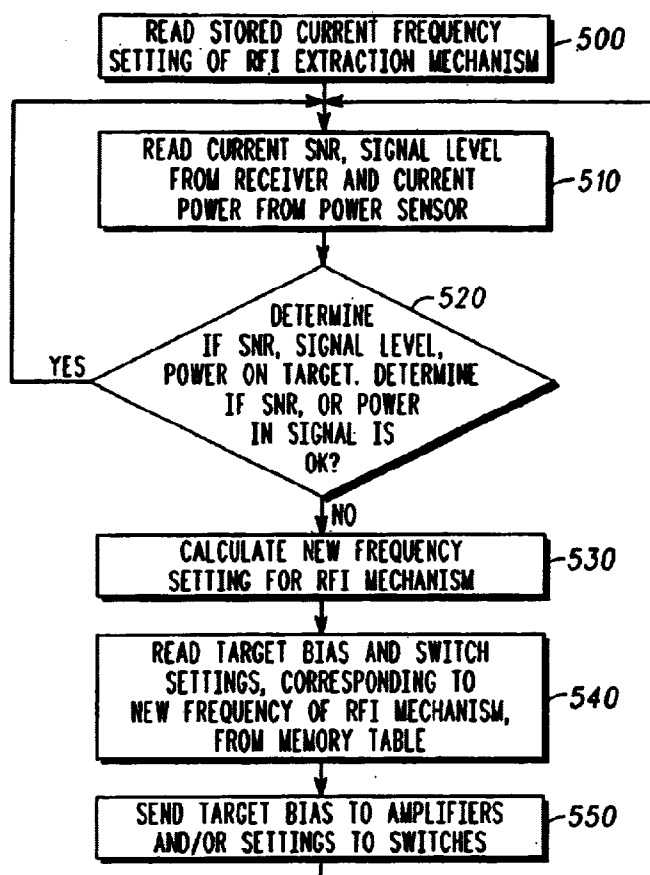 READ STORED CURRENT FREQUENCY
SETTING OF RFI EXTRACTION MECHANISM
500
READ CURRENT SNR, SIGNAL LEVEL
FROM RECEIVER AND CURRENT
POWER FROM POWER SENSOR
510
520
DETERMINE
IF SNR, SIGNAL LEVEL,
POWER ON TARGET. DETERMINE
IF SNR, OR POWER
IN SIGNAL IS
OK?
YES
NO
CALCULATE NEW FREQUENCY
SETTING FOR RFI MECHANISM
530
READ TARGET BIAS AND SWITCH
SETTINGS, CORRESPONDING TO
NEW FREQUENCY OF RFI MECHANISM,
FROM MEMORY TABLE
540
SEND TARGET BIAS TO AMPLIFIERS
AND/OR SETTINGS TO SWITCHES
550